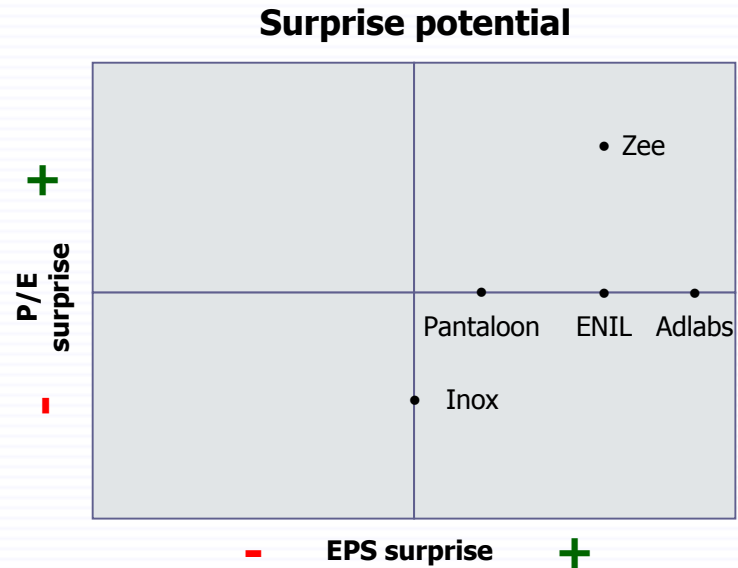 Surprise potential
+
Zee
P/E
surprise
Pantaloon
ENIL
Adlabs
-
Inox
-
EPS surprise
+